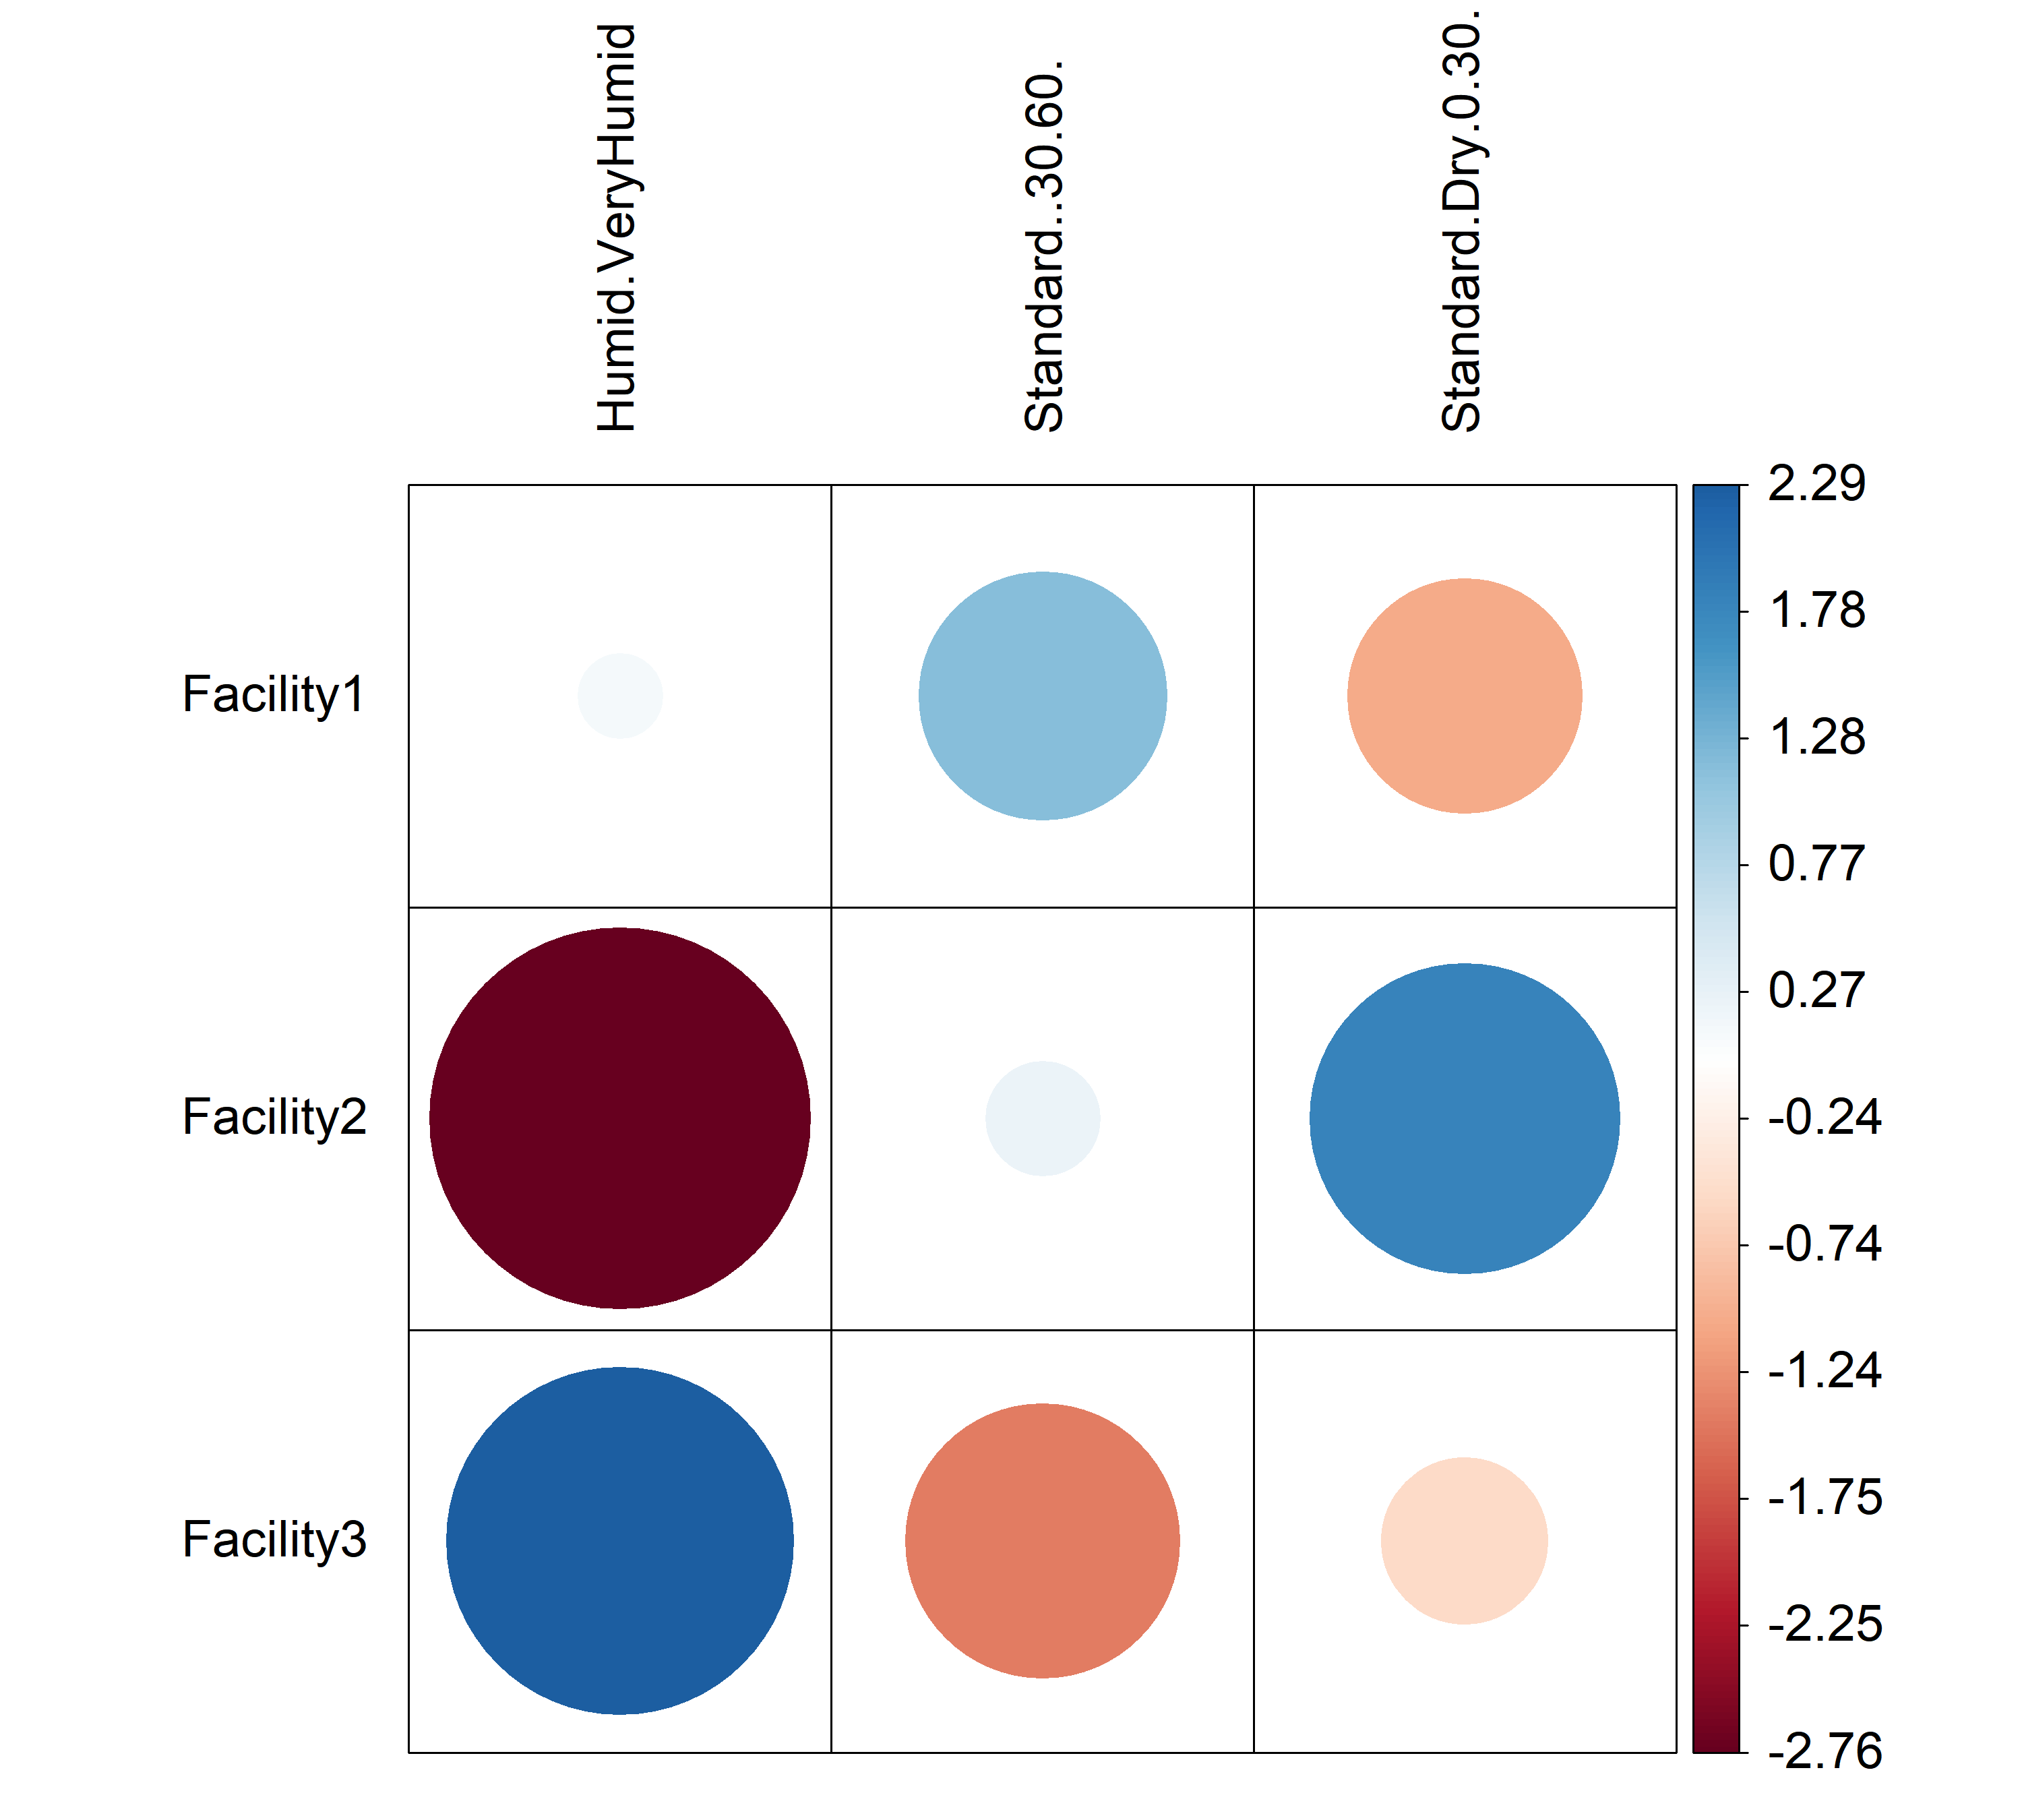 Humid.VeryHumid
Standard..30.60.
Standard.Dry.0.30.
Facility1
Facility2
Facility3
2.29
1.78
1.28
0.77
0.27
-0.24
-0.74
-1.24
-1.75
-2.25
-2.76